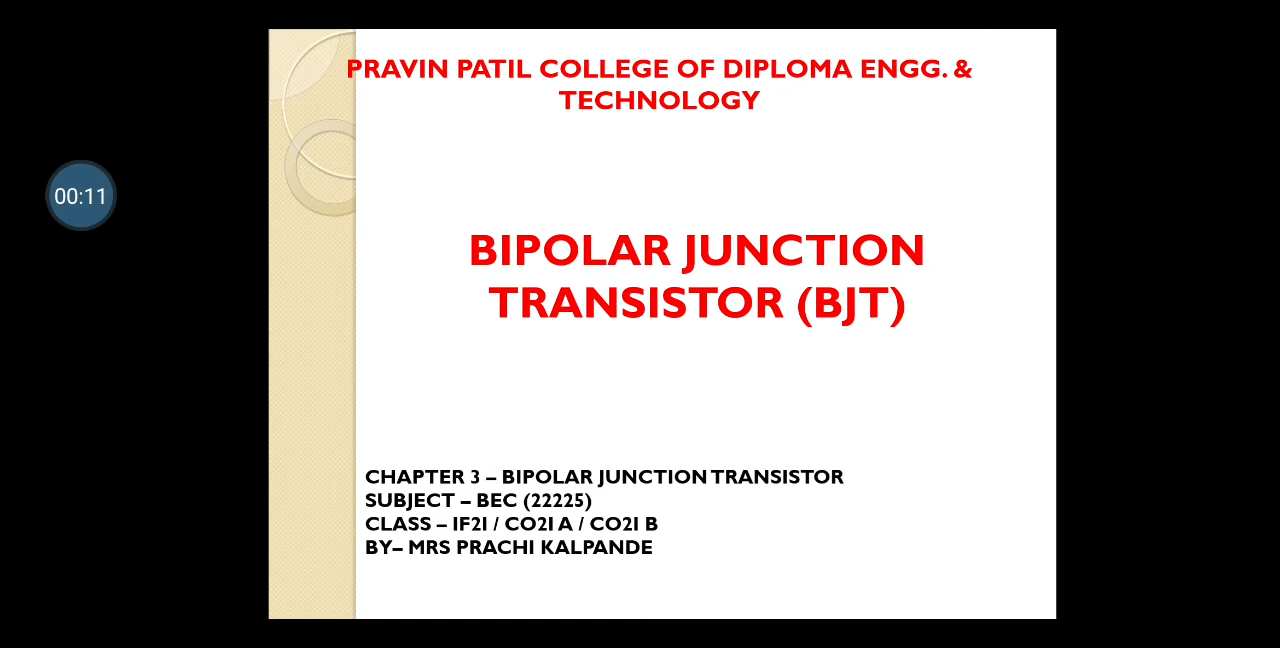 PRAVIN PATIL COLLEGE OF DIPLOMA ENGG. &
TECHNOLOGY
00:11
BIPOLAR JUNCTION
TRANSISTOR (BJT)
CHAPTER 3 – BIPOLAR JUNCTION TRANSISTOR
SUBJECT – BEC (22225)
CLASS – IF2I / CO2I A / CO2I B
BY– MRS PRACHI KALPANDE